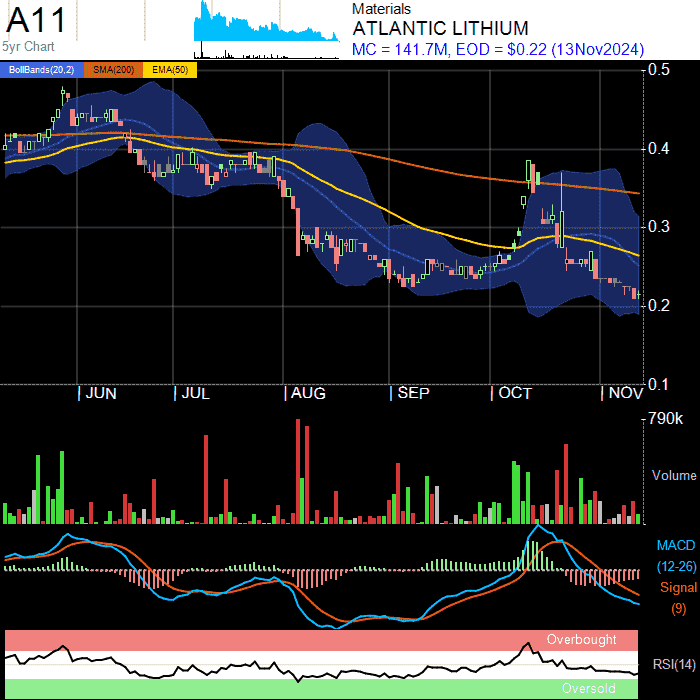 A11
5yr Chart
Materials
ATLANTIC LITHIUM
MC = 141.7M, EOD = $0.22 (13Nov2024)
BollBands(20,2) SMA(200) EMA(50)
0.5
0.4
0.3
0.2
0.1
| JUN | JUL | AUG | SEP | OCT | NOV
790k
Volume
MACD
(12-26)
Signal
(9)
Overbought
RSI(14)
Oversold